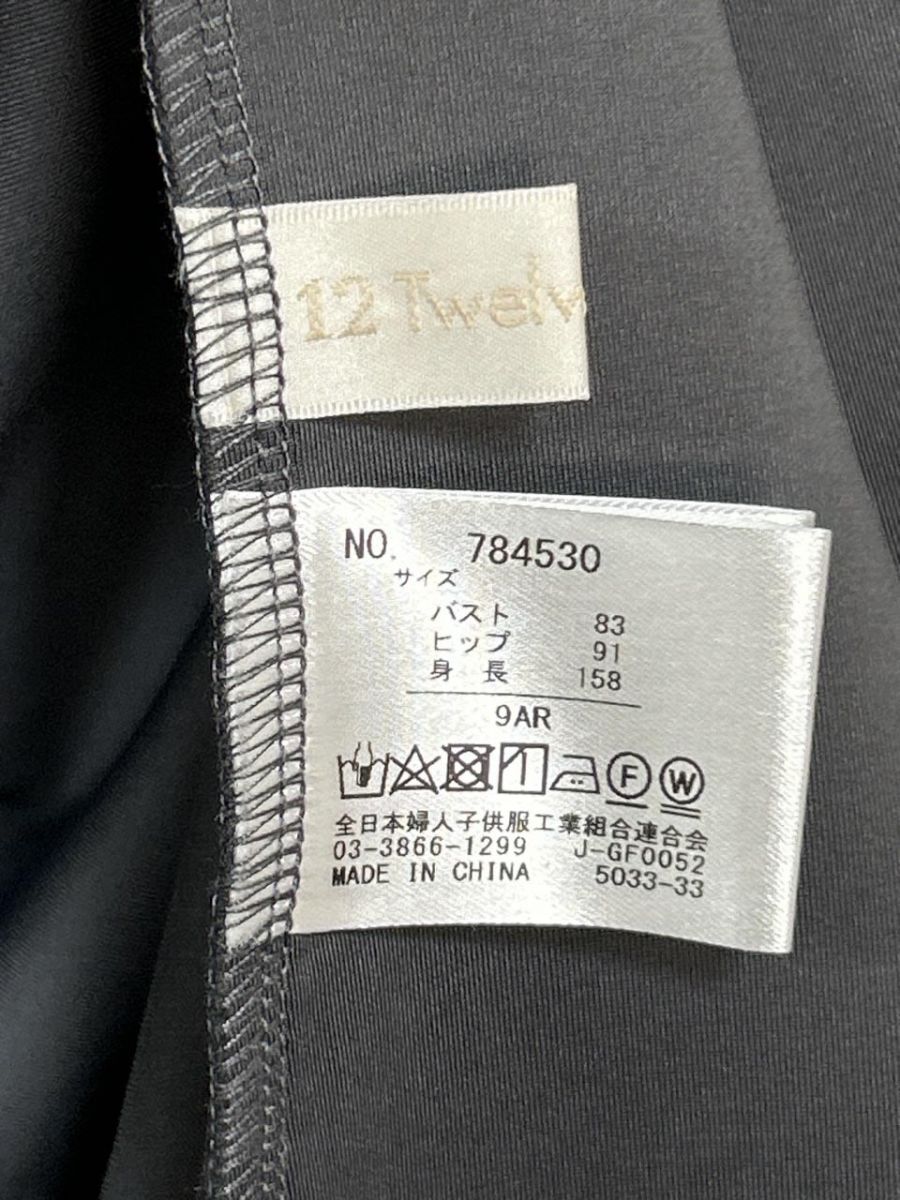 12 Twelv
NO. 784530
サイズ
バスト 83
ヒップ 91
身長 158
9AR
F W
全日本婦人子供服工業組合連合会
03-3866-1299 J-GF0052
MADE IN CHINA 5033-33